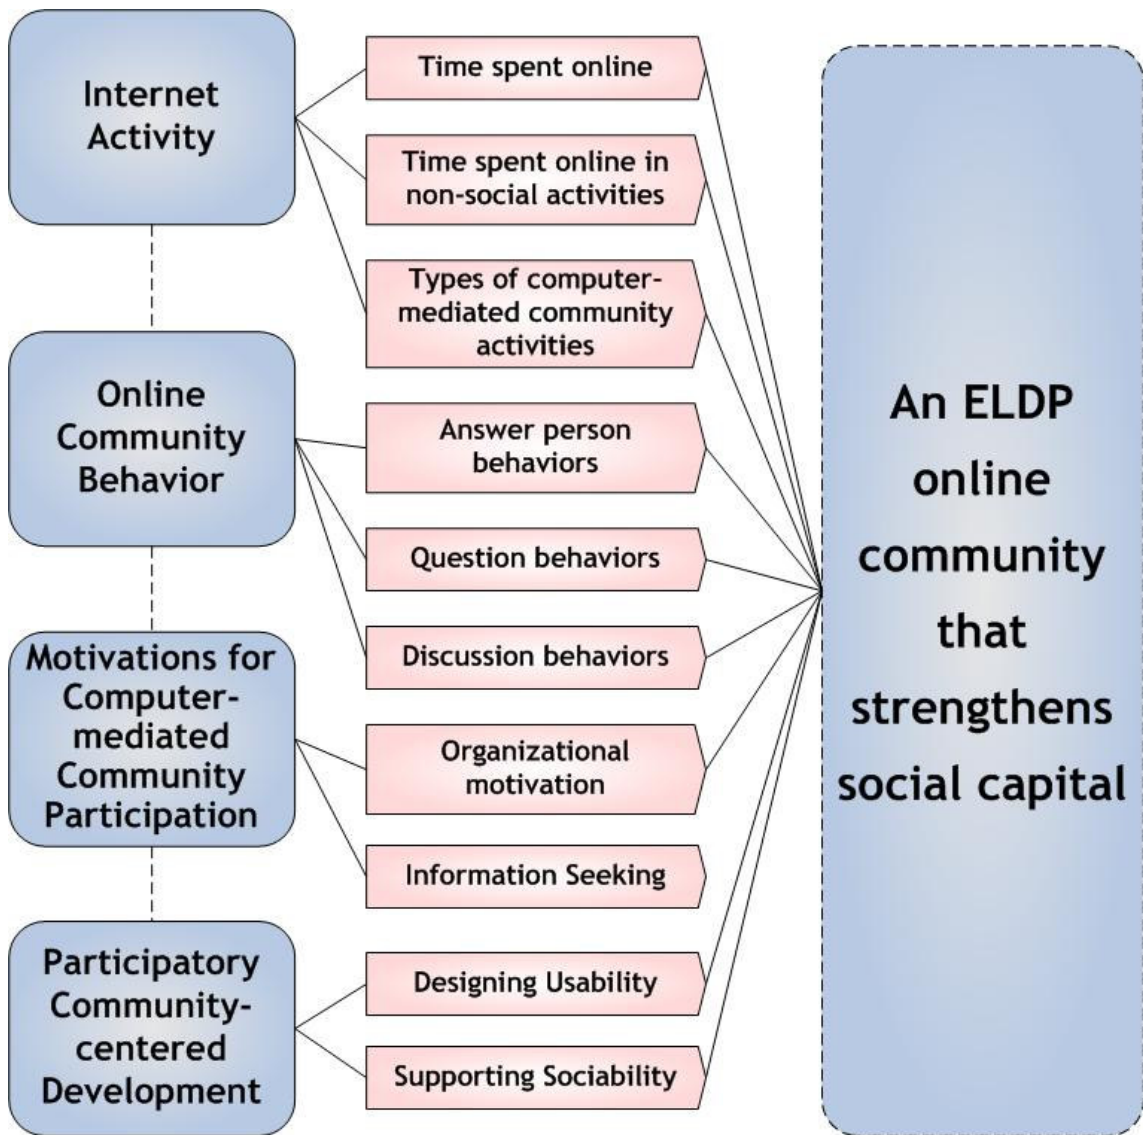 Internet
Activity
Time spent online
Time spent online in
non-social activities
Types of computer-
mediated community
activities
Online
Community
Behavior
Answer person
behaviors
Question behaviors
Discussion behaviors
Motivations for
Computer-
mediated
Community
Participation
Organizational
motivation
Information Seeking
Participatory
Community-
centered
Development
Designing Usability
Supporting Sociability
An ELDP
online
community
that
strengthens
social capital